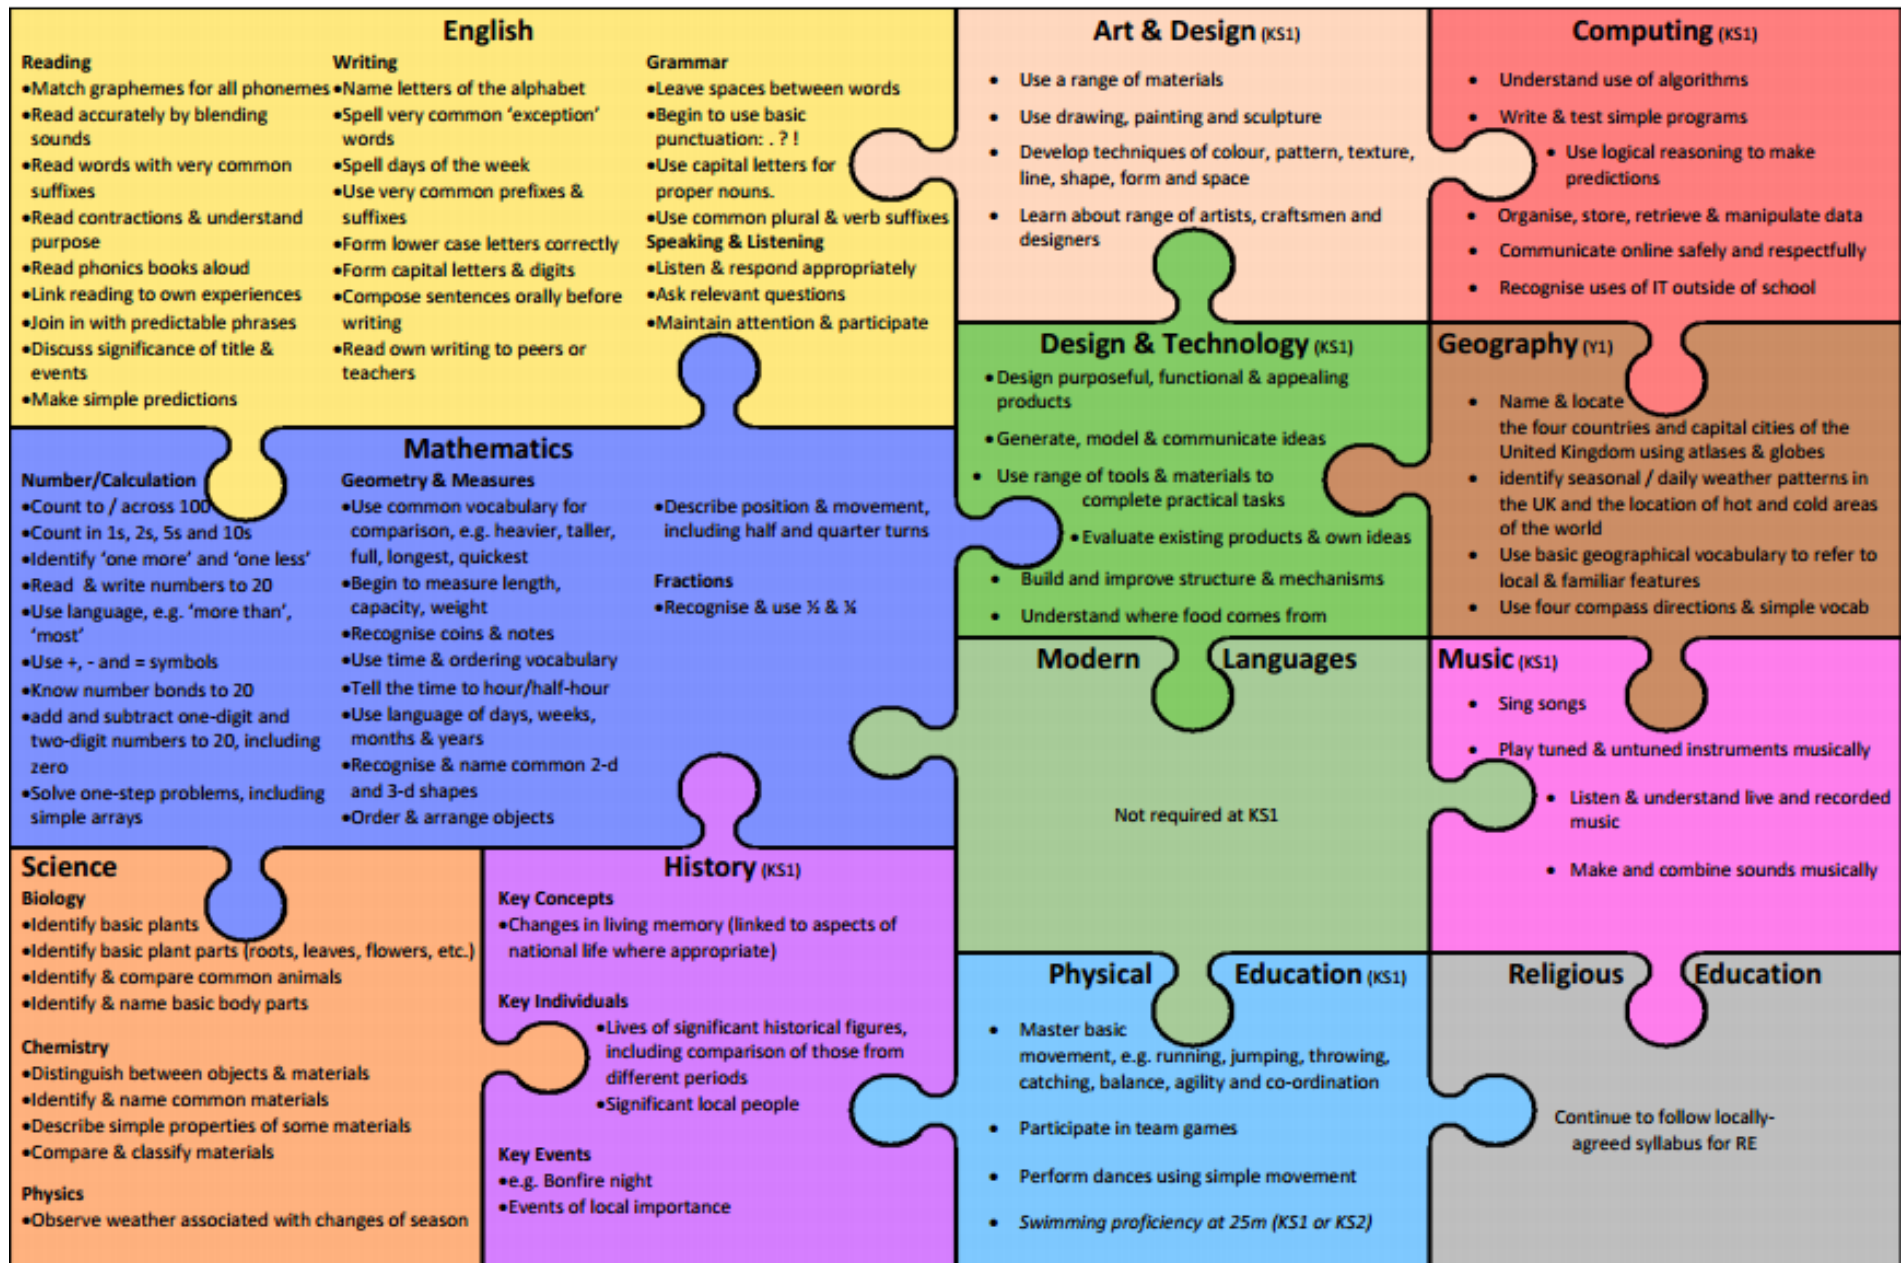 English
Reading
•Match graphemes for all phonemes
•Read accurately by blending
sounds
•Read words with very common
suffixes
•Read contractions & understand
purpose
•Read phonics books aloud
•Link reading to own experiences
•Join in with predictable phrases
•Discuss significance of title &
events
•Make simple predictions
Writing
•Name letters of the alphabet
•Spell very common ‘exception’
words
•Spell days of the week
•Use very common prefixes &
suffixes
•Form lower case letters correctly
•Form capital letters & digits
•Compose sentences orally before
writing
•Read own writing to peers or
teachers
Grammar
•Leave spaces between words
•Begin to use basic
punctuation: . ? !
•Use capital letters for
proper nouns.
•Use common plural & verb suffixes
Speaking & Listening
•Listen & respond appropriately
•Ask relevant questions
•Maintain attention & participate
Art & Design (KS1)
• Use a range of materials
• Use drawing, painting and sculpture
• Develop techniques of colour, pattern, texture,
line, shape, form and space
• Learn about range of artists, craftsmen and
designers
Computing (KS1)
• Understand use of algorithms
• Write & test simple programs
• Use logical reasoning to make
predictions
• Organise, store, retrieve & manipulate data
• Communicate online safely and respectfully
• Recognise uses of IT outside of school
Mathematics
Number/Calculation
•Count to / across 100
•Count in 1s, 2s, 5s and 10s
•Identify ‘one more’ and ‘one less’
•Read & write numbers to 20
•Use language, e.g. ‘more than’,
‘most’
•Use +, - and = symbols
•Know number bonds to 20
•add and subtract one-digit and
two-digit numbers to 20, including
zero
•Solve one-step problems, including
simple arrays
Geometry & Measures
•Use common vocabulary for
comparison, e.g. heavier, taller,
full, longest, quickest
•Begin to measure length,
capacity, weight
•Recognise coins & notes
•Use time & ordering vocabulary
•Tell the time to hour/half-hour
•Use language of days, weeks,
months & years
•Recognise & name common 2-d
and 3-d shapes
•Order & arrange objects
•Describe position & movement,
including half and quarter turns
Fractions
•Recognise & use ½ & ¼
Design & Technology (KS1)
•Design purposeful, functional & appealing
products
•Generate, model & communicate ideas
• Use range of tools & materials to
complete practical tasks
•Evaluate existing products & own ideas
• Build and improve structure & mechanisms
• Understand where food comes from
Geography (Y1)
• Name & locate
the four countries and capital cities of the
United Kingdom using atlases & globes
• identify seasonal / daily weather patterns in
the UK and the location of hot and cold areas
of the world
• Use basic geographical vocabulary to refer to
local & familiar features
• Use four compass directions & simple vocab
Modern Languages
Not required at KS1
Music (KS1)
• Sing songs
• Play tuned & untuned instruments musically
• Listen & understand live and recorded
music
• Make and combine sounds musically
Science
Biology
•Identify basic plants
•Identify basic plant parts (roots, leaves, flowers, etc.)
•Identify & compare common animals
•Identify & name basic body parts
Chemistry
•Distinguish between objects & materials
•Identify & name common materials
•Describe simple properties of some materials
•Compare & classify materials
Physics
•Observe weather associated with changes of season
History (KS1)
Key Concepts
•Changes in living memory (linked to aspects of
national life where appropriate)
Key Individuals
•Lives of significant historical figures,
including comparison of those from
different periods
•Significant local people
Key Events
•e.g. Bonfire night
•Events of local importance
Physical Education (KS1)
• Master basic
movement, e.g. running, jumping, throwing,
catching, balance, agility and co-ordination
• Participate in team games
• Perform dances using simple movement
• Swimming proficiency at 25m (KS1 or KS2)
Religious Education
Continue to follow locally-
agreed syllabus for RE